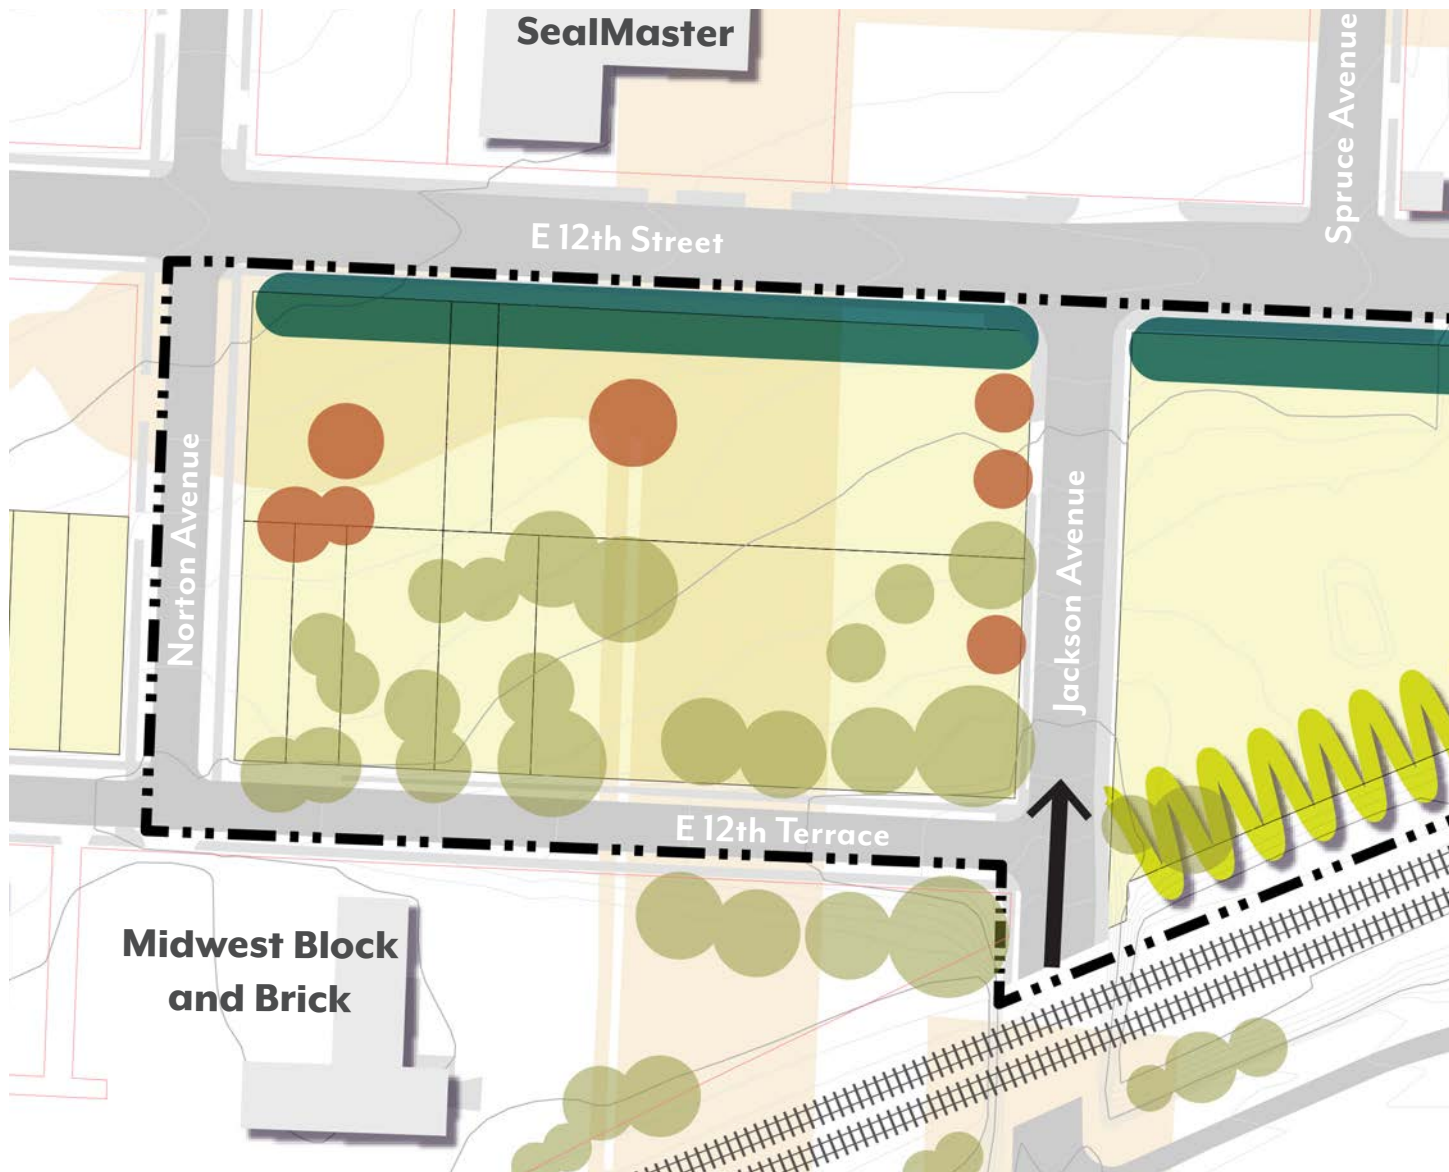 SealMaster
Spruce Avenue
E 12th Street
Norton Avenue
Jackson Avenue
E 12th Terrace
Midwest Block
and Brick